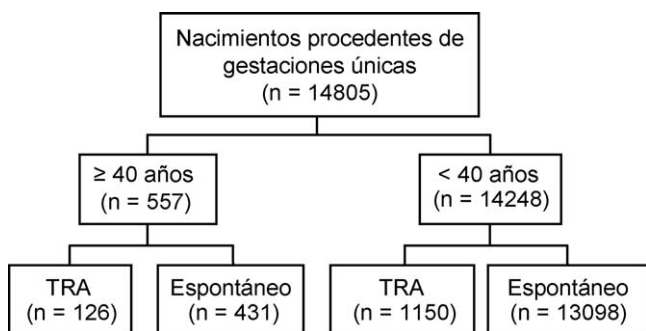 Nacimientos procedentes de
gestaciones únicas
(n = 14805)
≥ 40 años
(n = 557)
< 40 años
(n = 14248)
TRA
(n = 126)
Espontáneo
(n = 431)
TRA
(n = 1150)
Espontáneo
(n = 13098)